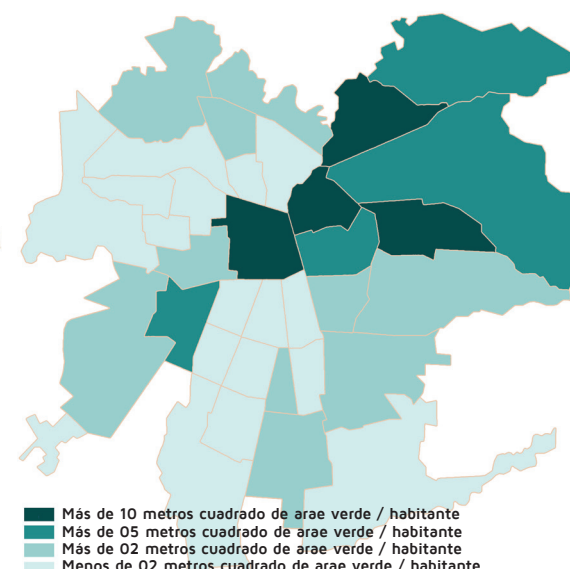 Más de 10 metros cuadrado de arae verde / habitante
Más de 05 metros cuadrado de arae verde / habitante
Más de 02 metros cuadrado de arae verde / habitante
Menos de 02 metros cuadrado de arae verde / habitante